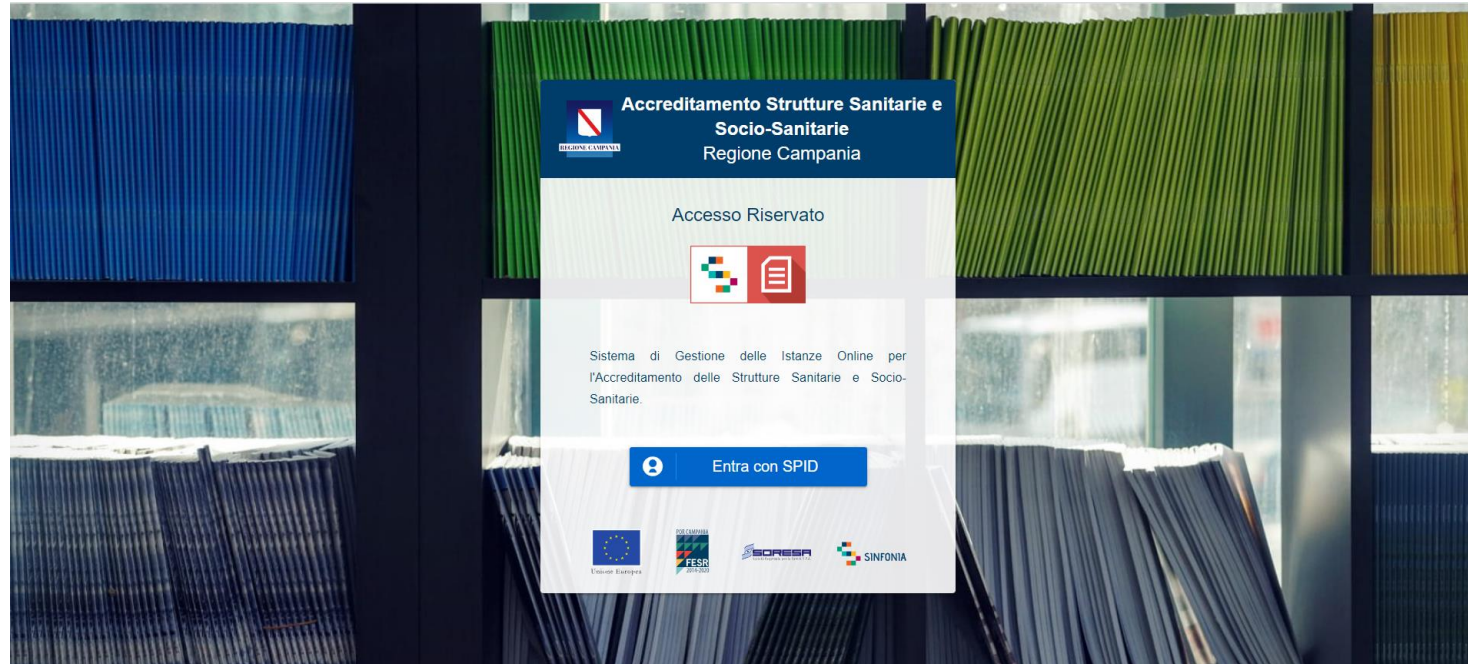 Accreditamento Strutture Sanitarie e
Socio-Sanitarie
Regione Campania
REGIONE CAMPANIA
Accesso Riservato
Sistema di Gestione delle Istanze Online per
l'Accreditamento delle Strutture Sanitarie e Socio-
Sanitarie.
Entra con SPID
Unione Europea
POR CAMPANIA
FESR
2014-2020
SORESA
SINFONIA